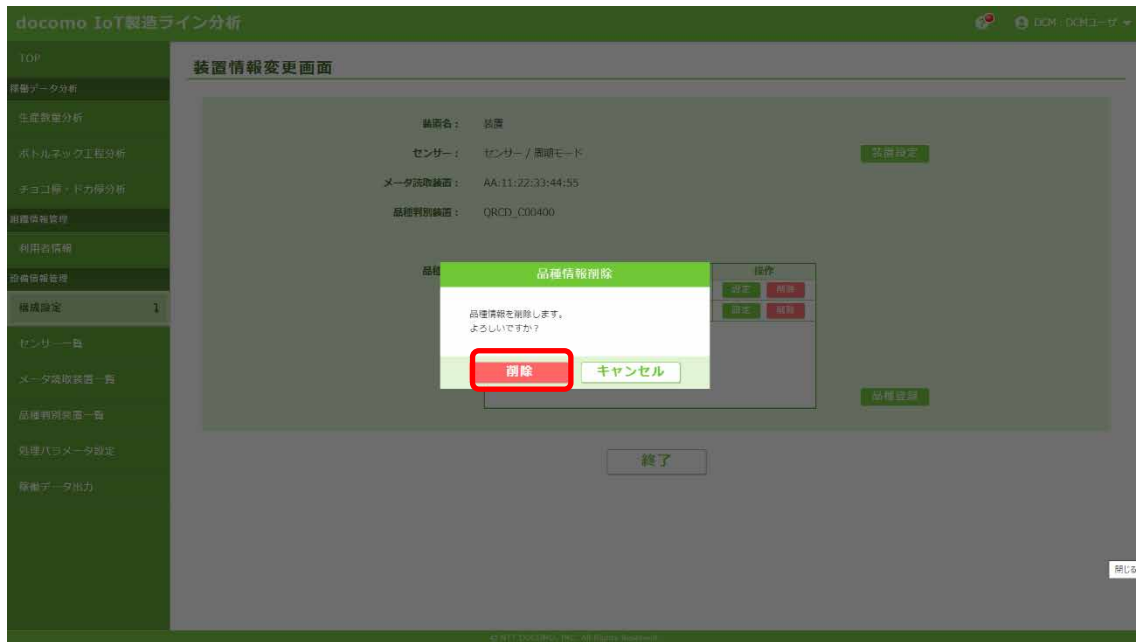 docomo IoT製造ライン分析
DCM : DCMユーザ
TOP
装置情報変更画面
稼働データ分析
生産数量分析
ボトルネック工程分析
チョコ停・ドカ停分析
組織情報管理
利用者情報
設備情報管理
構成設定
センサー一覧
メータ読取装置一覧
品種判別装置一覧
処理パラメータ設定
稼働データ出力
装置名: 装置
センサー: センサー / 周期モード
装置設定
メータ読取装置: AA:11:22:33:44:55
品種判別装置: QRCD_C00400
品種
操作
設定 削除
設定 削除
品種情報削除
品種情報を削除します。
よろしいですか?
削除 キャンセル
品種登録
終了
閉じる
© NTT DOCOMO, INC. All Rights Reserved.